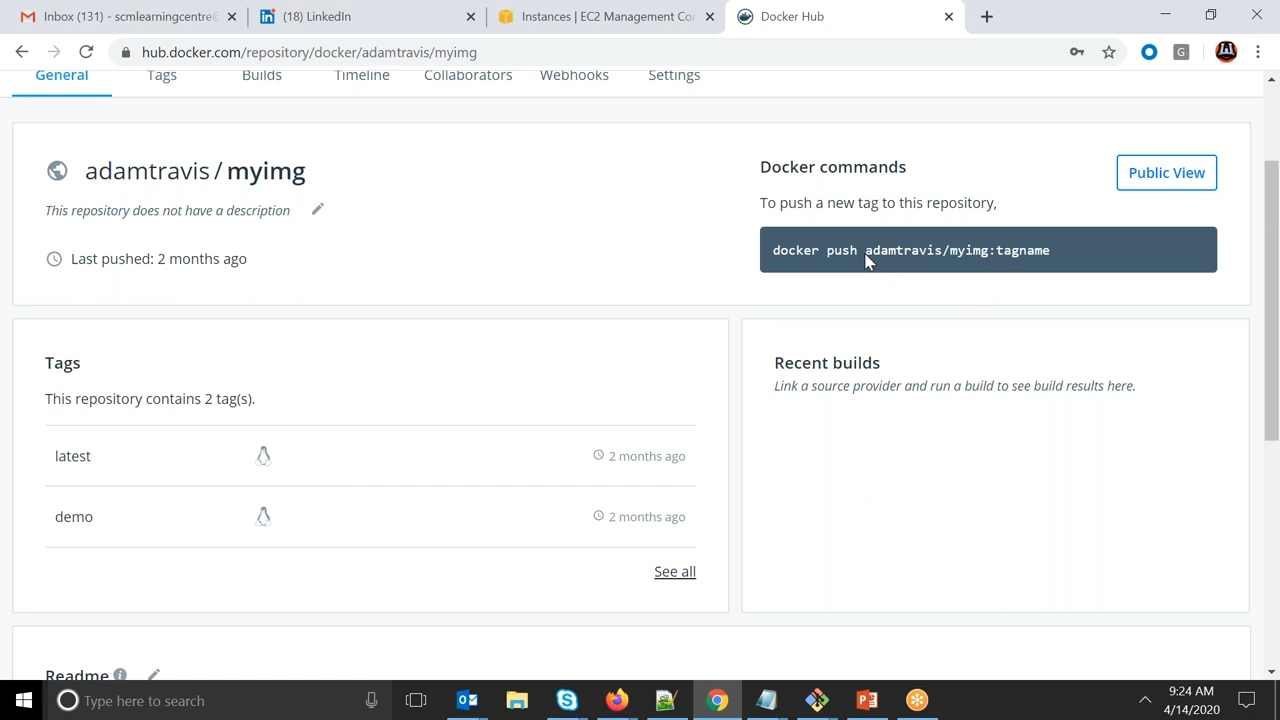 Inbox (131) - scmlearningcentre
(18) LinkedIn
Instances | EC2 Management Co
Docker Hub
hub.docker.com/repository/docker/adamtravis/myimg
G
General
Tags
Builds
Timeline
Collaborators
Webhooks
Settings
adamtravis / myimg
This repository does not have a description
Last pushed: 2 months ago
Docker commands
Public View
To push a new tag to this repository,
docker push adamtravis/myimg:tagname
Tags
This repository contains 2 tag(s).
latest
2 months ago
demo
2 months ago
See all
Recent builds
Link a source provider and run a build to see build results here.
Readme
Type here to search
9:24 AM
4/14/2020